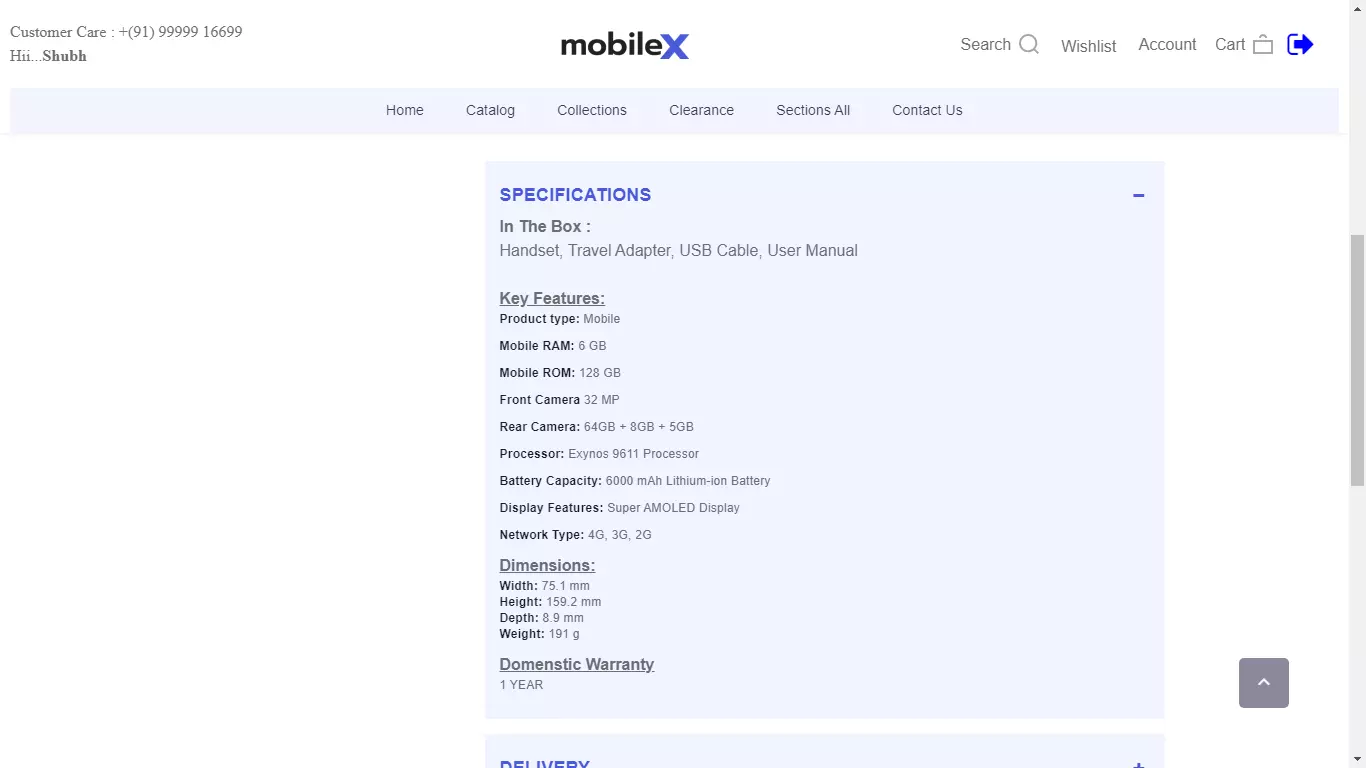 Customer Care : +(91) 99999 16699
Hii...Shubh
mobileX
Search
Wishlist
Account
Cart
Home
Catalog
Collections
Clearance
Sections All
Contact Us
SPECIFICATIONS
In The Box :
Handset, Travel Adapter, USB Cable, User Manual
Key Features:
Product type: Mobile
Mobile RAM: 6 GB
Mobile ROM: 128 GB
Front Camera 32 MP
Rear Camera: 64GB + 8GB + 5GB
Processor: Exynos 9611 Processor
Battery Capacity: 6000 mAh Lithium-ion Battery
Display Features: Super AMOLED Display
Network Type: 4G, 3G, 2G
Dimensions:
Width: 75.1 mm
Height: 159.2 mm
Depth: 8.9 mm
Weight: 191 g
Domenstic Warranty
1 YEAR
DELIVERY